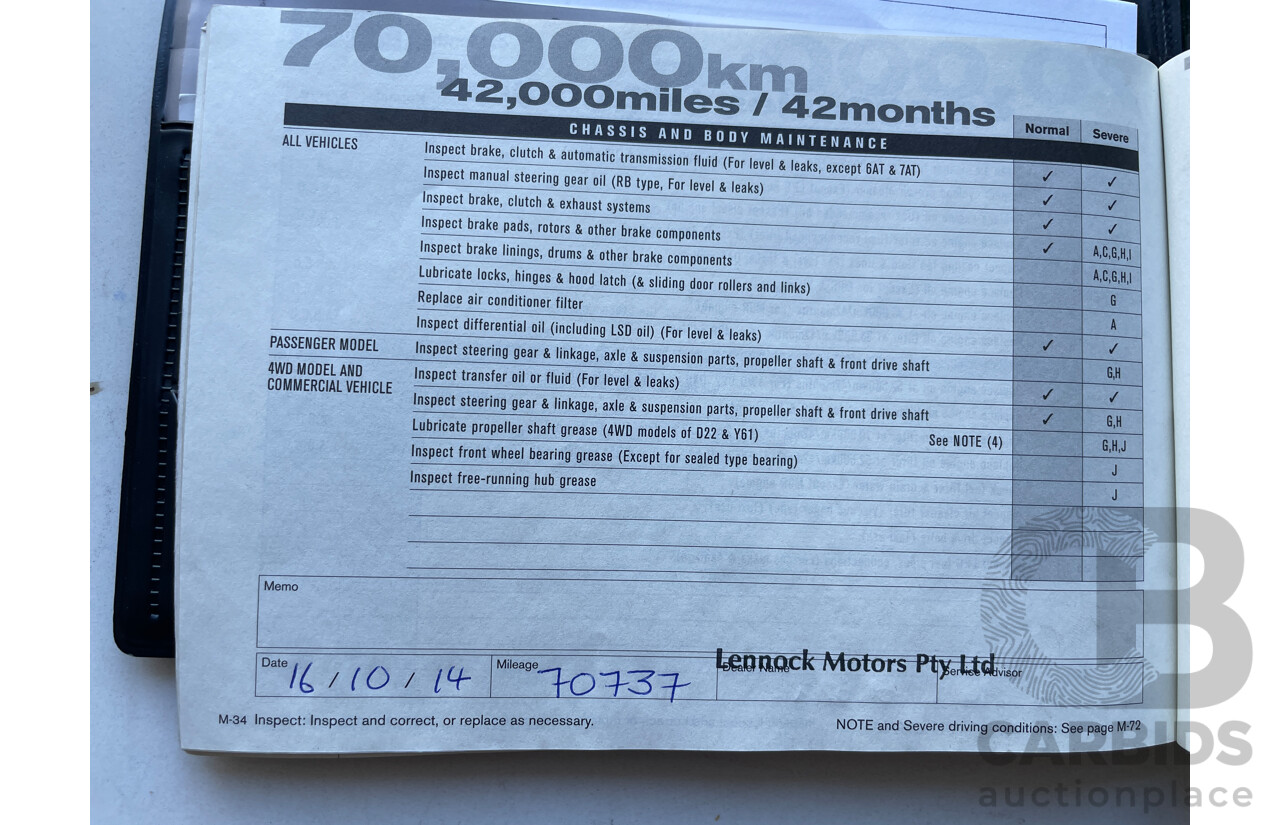 70,000km
42,000miles / 42months
CHASSIS AND BODY MAINTENANCE Normal Severe
ALL VEHICLES Inspect brake, clutch & automatic transmission fluid (For level & leaks, except 6AT & 7AT) ✓ ✓
Inspect manual steering gear oil (RB type, For level & leaks) ✓ ✓
Inspect brake, clutch & exhaust systems ✓ ✓
Inspect brake pads, rotors & other brake components ✓ A,C,G,H,I
Inspect brake linings, drums & other brake components A,C,G,H,I
Lubricate locks, hinges & hood latch (& sliding door rollers and links) G
Replace air conditioner filter A
Inspect differential oil (including LSD oil) (For level & leaks) ✓ ✓
PASSENGER MODEL Inspect steering gear & linkage, axle & suspension parts, propeller shaft & front drive shaft G,H
4WD MODEL AND Inspect transfer oil or fluid (For level & leaks) ✓ ✓
COMMERCIAL VEHICLE Inspect steering gear & linkage, axle & suspension parts, propeller shaft & front drive shaft ✓ G,H
Lubricate propeller shaft grease (4WD models of D22 & Y61) See NOTE (4) G,H,J
Inspect front wheel bearing grease (Except for sealed type bearing) J
Inspect free-running hub grease J
Memo
Date 16/10/14 Mileage 70737 Dealer Name Lennock Motors Pty Ltd Service Advisor
M-34 Inspect: Inspect and correct, or replace as necessary. NOTE and Severe driving conditions: See page M-72
CARBIDS
auctionplace